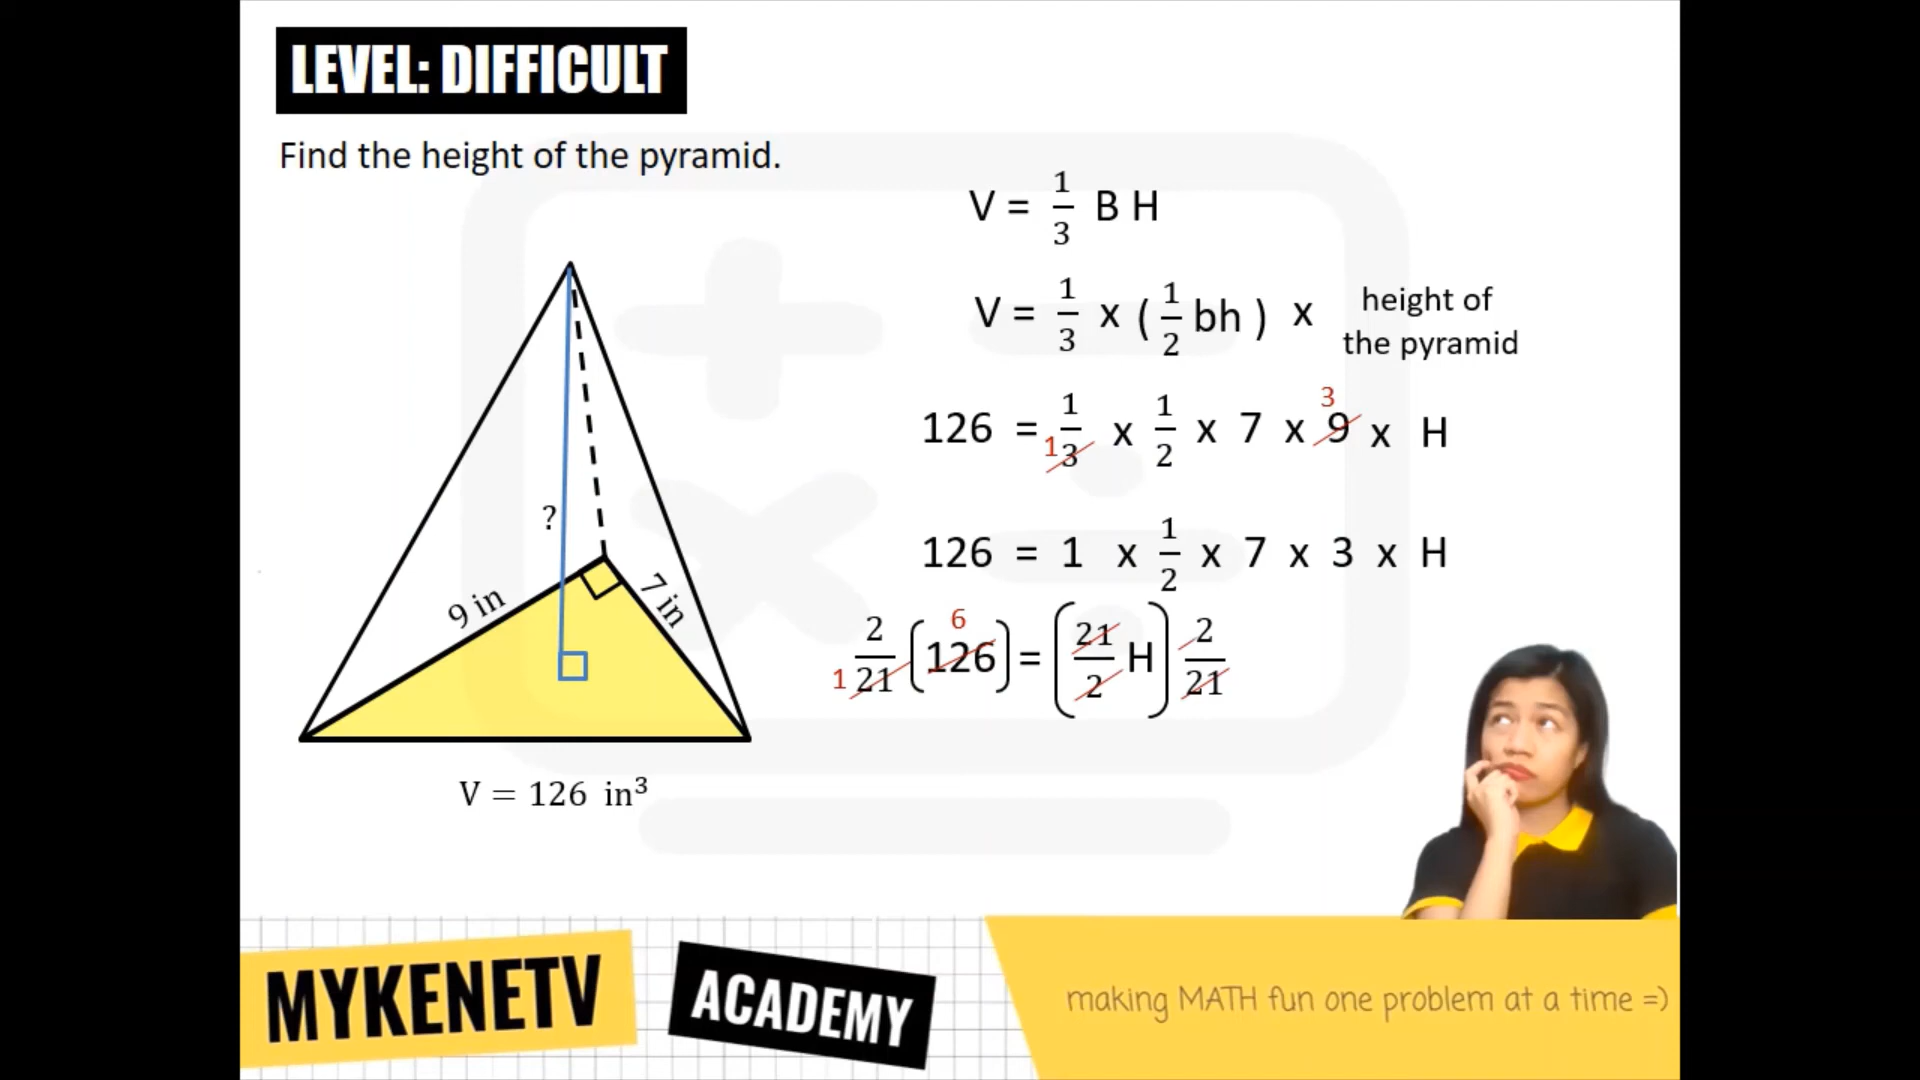 LEVEL: DIFFICULT
Find the height of the pyramid.
V = 1/3 B H
V = 1/3 x ( 1/2 bh ) x height of the pyramid
3
126 = 1/3 x 1/2 x 7 x 9 x H
1
126 = 1 x 1/2 x 7 x 3 x H
6
2/21 (126) = (21/2 H) 2/21
1
?
9 in
7 in
V = 126 in³
MYKENETV
ACADEMY
making MATH fun one problem at a time =)